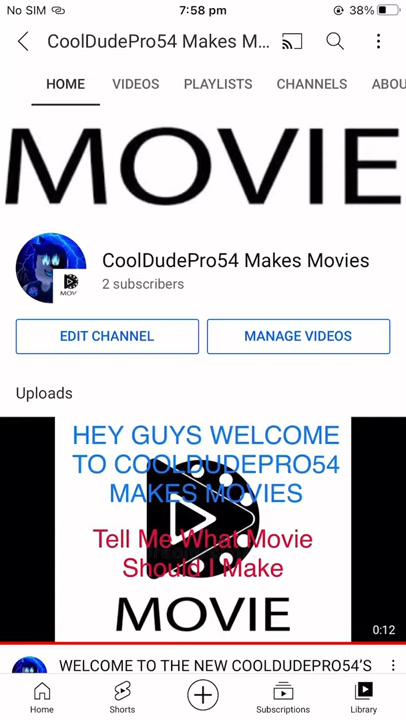 No SIM 7:58 pm 38%
CoolDudePro54 Makes M...
HOME VIDEOS PLAYLISTS CHANNELS ABOU
MOVIE
CoolDudePro54 Makes Movies
MOV
2 subscribers
EDIT CHANNEL MANAGE VIDEOS
Uploads
HEY GUYS WELCOME
TO COOLDUDEPRO54
MAKES MOVIES
Tell Me What Movie
Should I Make
MOVIE
0:12
WELCOME TO THE NEW COOLDUDEPRO54'S
Home Shorts Subscriptions Library